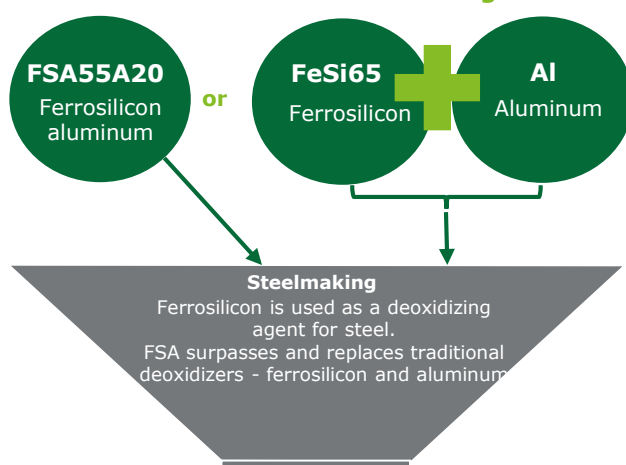 FSA55A20
Ferrosilicon
aluminum
or
FeSi65
Ferrosilicon
Al
Aluminum
Steelmaking
Ferrosilicon is used as a deoxidizing
agent for steel.
FSA surpasses and replaces traditional
deoxidizers - ferrosilicon and aluminum